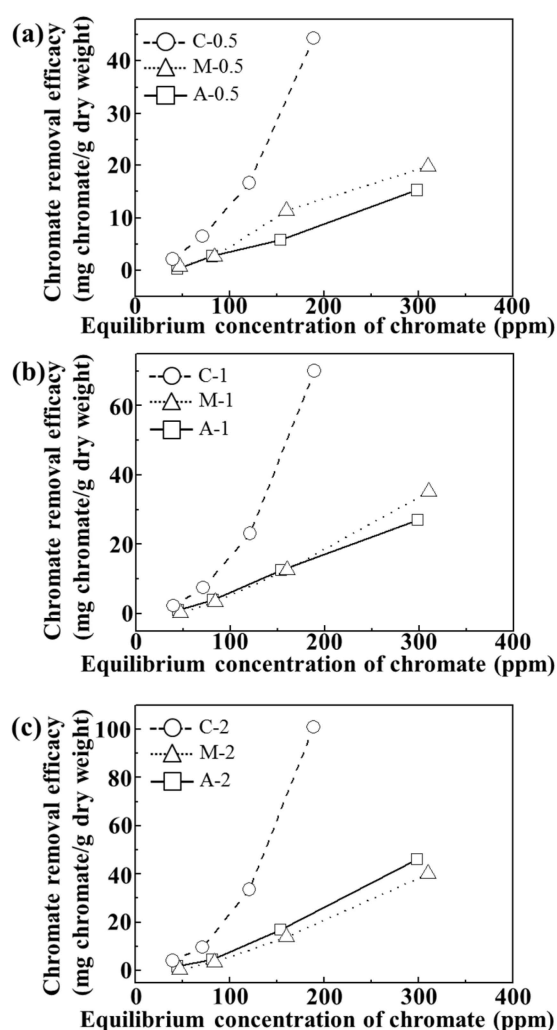 (a)
C-0.5
M-0.5
A-0.5
Chromate removal efficacy
(mg chromate/g dry weight)
40
30
20
10
0
0 100 200 300 400
Equilibrium concentration of chromate (ppm)
(b)
C-1
M-1
A-1
Chromate removal efficacy
(mg chromate/g dry weight)
60
40
20
0
0 100 200 300 400
Equilibrium concentration of chromate (ppm)
(c)
C-2
M-2
A-2
Chromate removal efficacy
(mg chromate/g dry weight)
100
80
60
40
20
0
0 100 200 300 400
Equilibrium concentration of chromate (ppm)